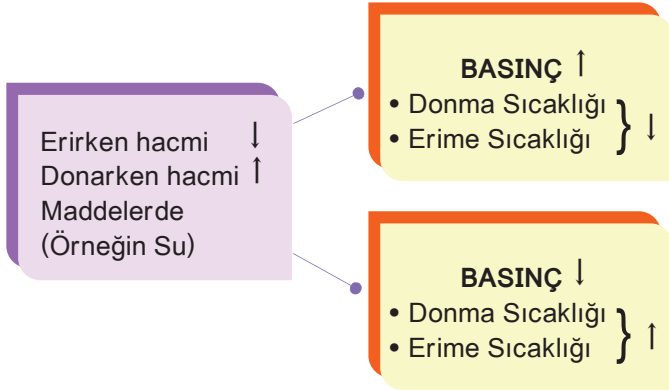 Erirken hacmi ↓
Donarken hacmi ↑
Maddelerde
(Örneğin Su)
BASINÇ ↑
• Donma Sıcaklığı
• Erime Sıcaklığı } ↓
BASINÇ ↓
• Donma Sıcaklığı
• Erime Sıcaklığı } ↑